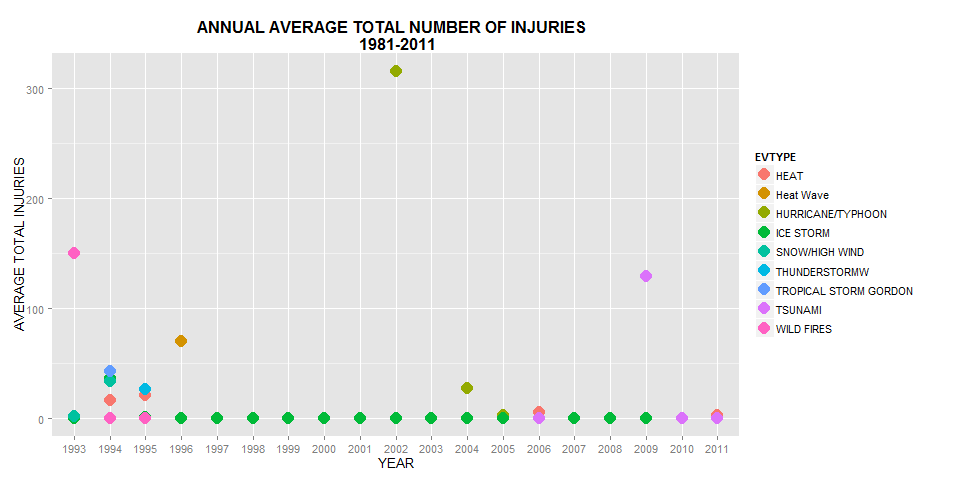 ANNUAL AVERAGE TOTAL NUMBER OF INJURIES
1981-2011
AVERAGE TOTAL INJURIES
300
200
100
0
1993 1994 1995 1996 1997 1998 1999 2000 2001 2002 2003 2004 2005 2006 2007 2008 2009 2010 2011
YEAR
EVTYPE
HEAT
Heat Wave
HURRICANE/TYPHOON
ICE STORM
SNOW/HIGH WIND
THUNDERSTORMW
TROPICAL STORM GORDON
TSUNAMI
WILD FIRES